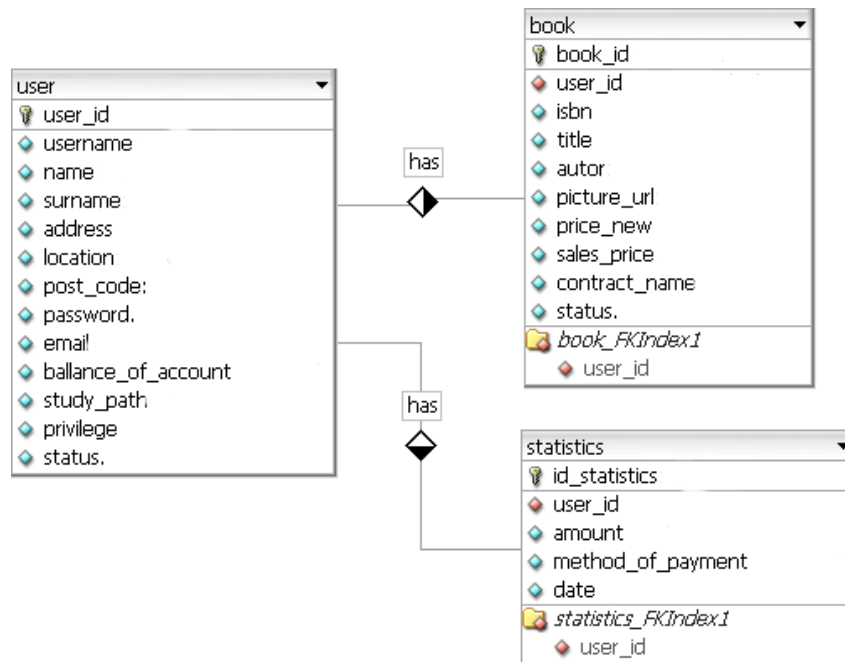 user
user_id
username
name
surname
address
location
post_code:
password.
email
ballance_of_account
study_path
privilege
status.
has
has
book
book_id
user_id
isbn
title
autor
picture_url
price_new
sales_price
contract_name
status.
book_FKIndex1
user_id
statistics
id_statistics
user_id
amount
method_of_payment
date
statistics_FKIndex1
user_id